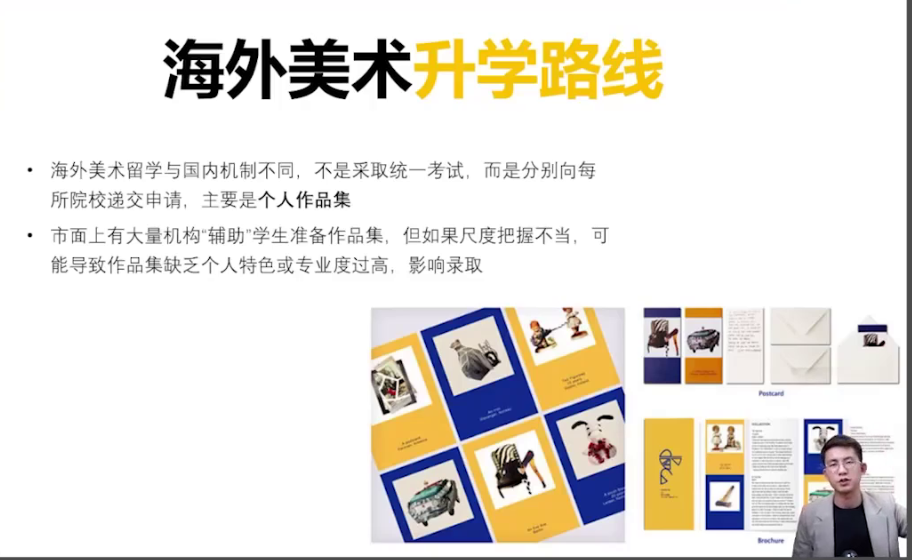 海外美术升学路线
• 海外美术留学与国内机制不同，不是采取统一考试，而是分别向每
所院校递交申请，主要是个人作品集
• 市面上有大量机构“辅助”学生准备作品集，但如果尺度把握不当，可
能导致作品集缺乏个人特色或专业度过高，影响录取
Postcard
Brochure